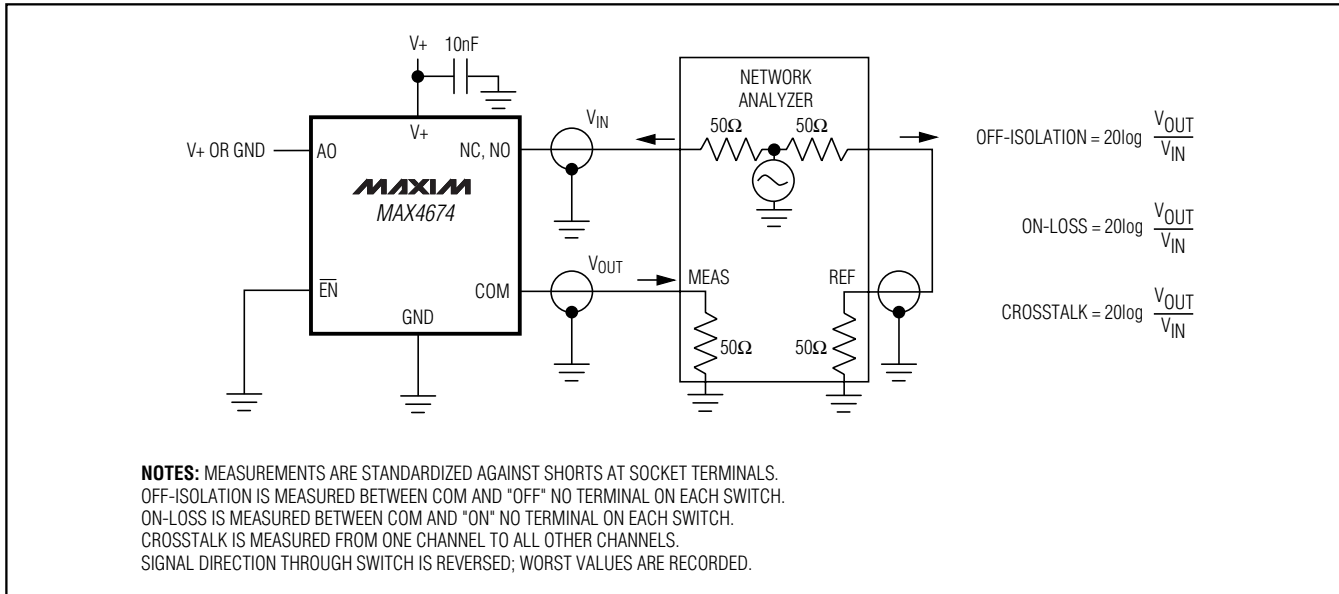 V+ 10nF
V+
V+ OR GND
A0
NC, NO
MAXIM
MAX4674
EN
COM
GND
VIN
VOUT
NETWORK
ANALYZER
50Ω 50Ω
MEAS REF
50Ω 50Ω
OFF-ISOLATION = 20log VOUT
VIN
ON-LOSS = 20log VOUT
VIN
CROSSTALK = 20log VOUT
VIN
NOTES: MEASUREMENTS ARE STANDARDIZED AGAINST SHORTS AT SOCKET TERMINALS.
OFF-ISOLATION IS MEASURED BETWEEN COM AND "OFF" NO TERMINAL ON EACH SWITCH.
ON-LOSS IS MEASURED BETWEEN COM AND "ON" NO TERMINAL ON EACH SWITCH.
CROSSTALK IS MEASURED FROM ONE CHANNEL TO ALL OTHER CHANNELS.
SIGNAL DIRECTION THROUGH SWITCH IS REVERSED; WORST VALUES ARE RECORDED.